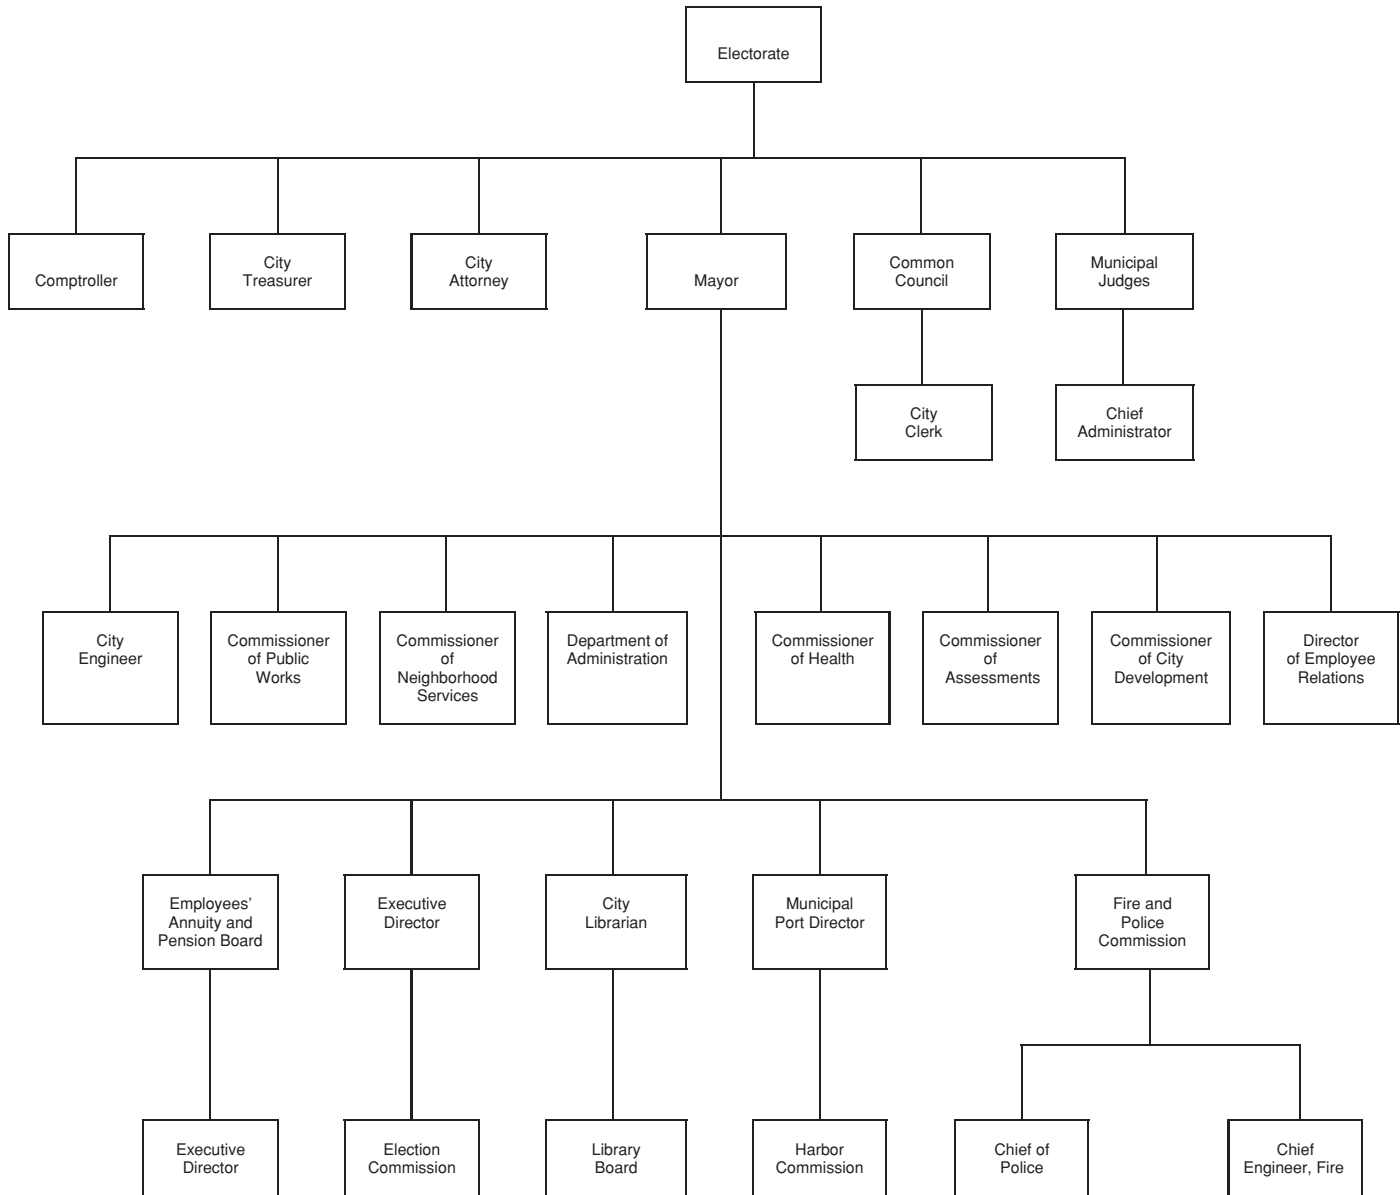 Electorate
Comptroller
City
Treasurer
City
Attorney
Mayor
Common
Council
Municipal
Judges
City
Clerk
Chief
Administrator
City
Engineer
Commissioner
of Public
Works
Commissioner
of
Neighborhood
Services
Department of
Administration
Commissioner
of Health
Commissioner
of
Assessments
Commissioner
of City
Development
Director
of Employee
Relations
Employees'
Annuity and
Pension Board
Executive
Director
City
Librarian
Municipal
Port Director
Fire and
Police
Commission
Executive
Director
Election
Commission
Library
Board
Harbor
Commission
Chief of
Police
Chief
Engineer, Fire